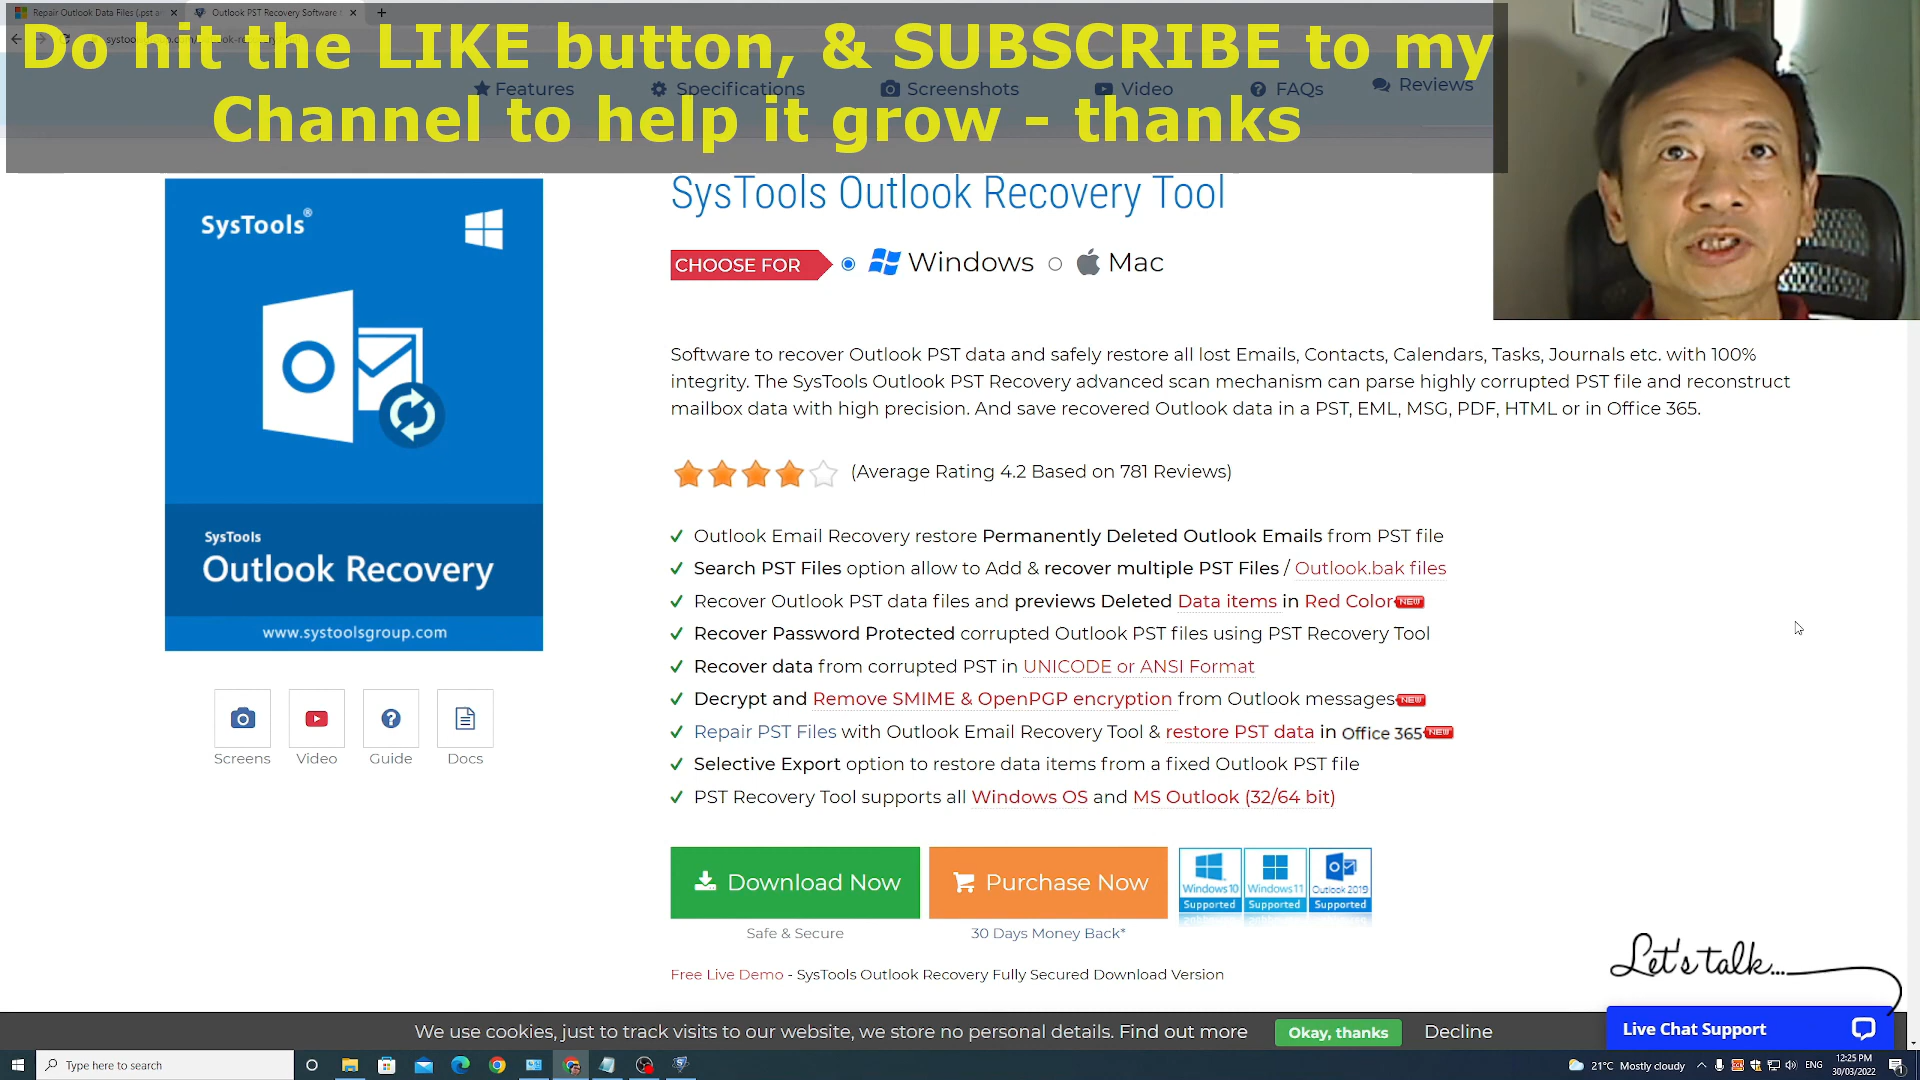 Repair Outlook Data Files (.pst a
Outlook PST Recovery Software
Do hit the LIKE button, & SUBSCRIBE to my
Channel to help it grow - thanks
Features
Specifications
Screenshots
Video
FAQs
Reviews
SysTools®
SysTools
Outlook Recovery
www.systoolsgroup.com
Screens
Video
Guide
Docs
SysTools Outlook Recovery Tool
CHOOSE FOR
Windows
Mac
Software to recover Outlook PST data and safely restore all lost Emails, Contacts, Calendars, Tasks, Journals etc. with 100%
integrity. The SysTools Outlook PST Recovery advanced scan mechanism can parse highly corrupted PST file and reconstruct
mailbox data with high precision. And save recovered Outlook data in a PST, EML, MSG, PDF, HTML or in Office 365.
(Average Rating 4.2 Based on 781 Reviews)
Outlook Email Recovery restore Permanently Deleted Outlook Emails from PST file
Search PST Files option allow to Add & recover multiple PST Files / Outlook.bak files
Recover Outlook PST data files and previews Deleted Data items in Red Color NEW
Recover Password Protected corrupted Outlook PST files using PST Recovery Tool
Recover data from corrupted PST in UNICODE or ANSI Format
Decrypt and Remove SMIME & OpenPGP encryption from Outlook messages NEW
Repair PST Files with Outlook Email Recovery Tool & restore PST data in Office 365 NEW
Selective Export option to restore data items from a fixed Outlook PST file
PST Recovery Tool supports all Windows OS and MS Outlook (32/64 bit)
Download Now
Purchase Now
Windows 10
Supported
Windows 11
Supported
Outlook 2019
Supported
Safe & Secure
30 Days Money Back*
Free Live Demo - SysTools Outlook Recovery Fully Secured Download Version
Let's talk...
Live Chat Support
We use cookies, just to track visits to our website, we store no personal details. Find out more
Okay, thanks
Decline
Type here to search
21°C Mostly cloudy
ENG
12:25 PM
30/03/2022